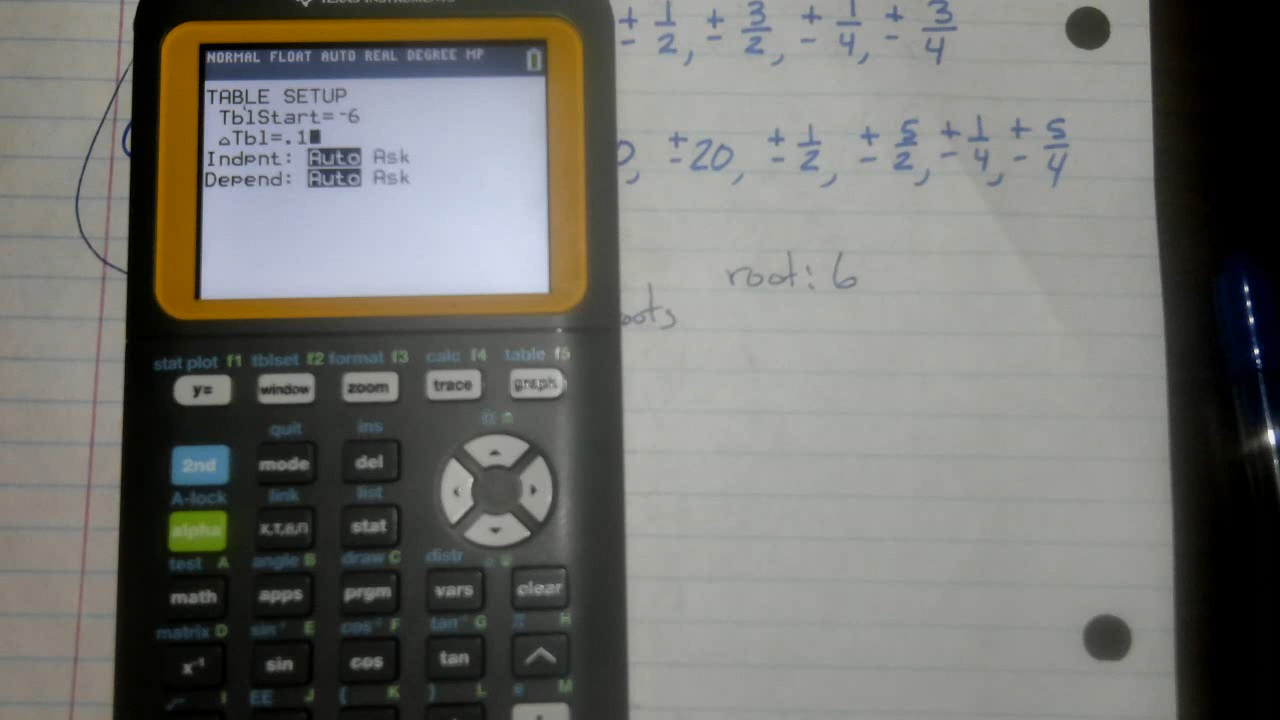 TEXAS INSTRUMENTS
NORMAL FLOAT AUTO REAL DEGREE MP
TABLE SETUP
TblStart=-6
△Tbl=.1
Indpnt: Auto Ask
Depend: Auto Ask
± 1/2, ± 3/2, ± 1/4, ± 3/4
0, ±20, ± 1/2, ± 5/2, ± 1/4, ± 5/4
root: 6
oots
stat plot f1 tblset f2 format f3 calc f4 table f5
y= window zoom trace graph
quit ins
2nd mode del
A-lock link list
alpha X,T,θ,n stat
test A angle B draw C distr
math apps prgm vars clear
matrix D sin⁻¹ E cos⁻¹ F tan⁻¹ G π H
x⁻¹ sin cos tan ^
I EE J { K } L e M